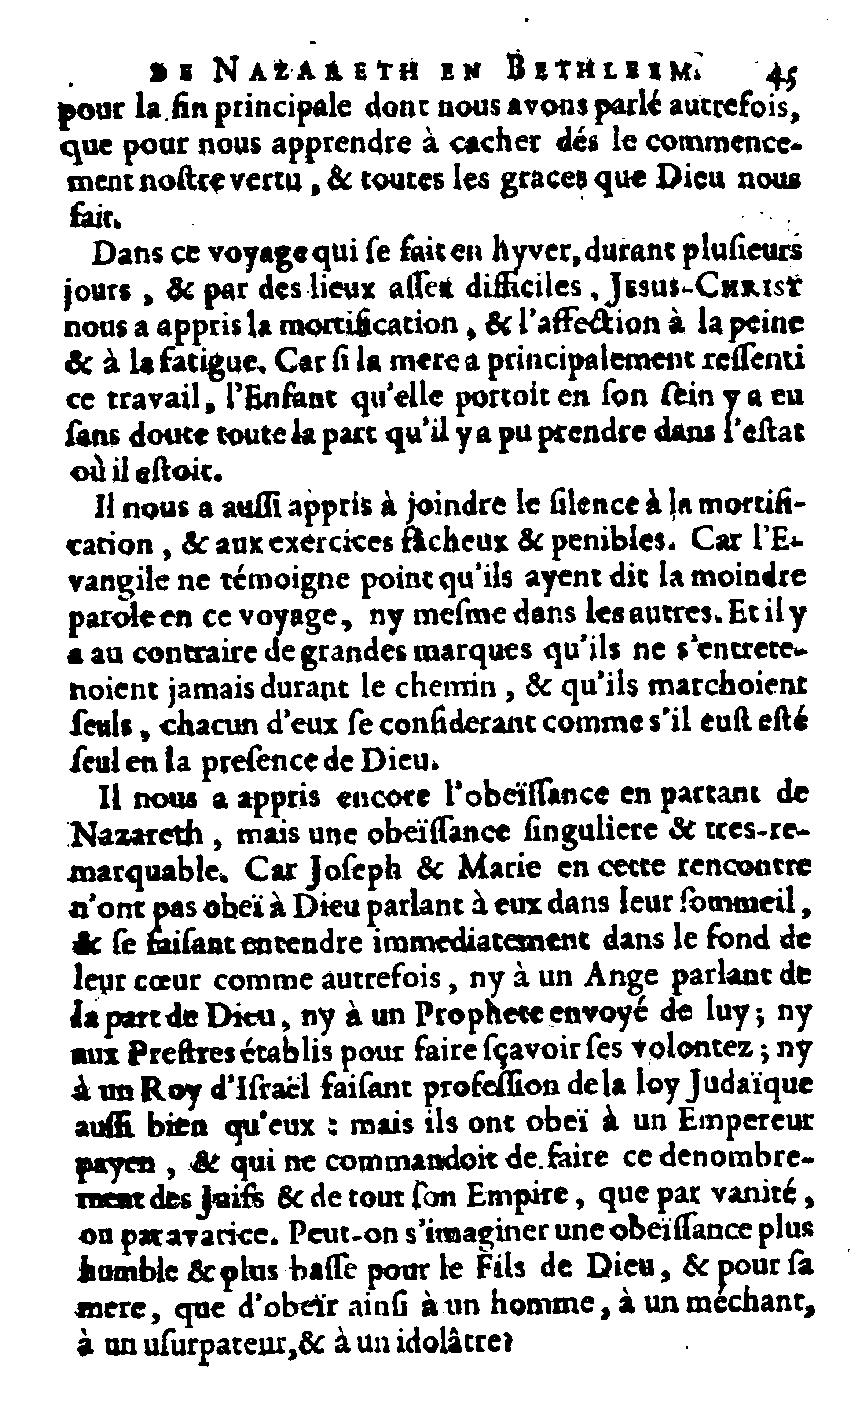 DE NAZARETH EN BETHLEEM. 45
pour la fin principale dont nous avons parlé autrefois,
que pour nous apprendre à cacher dés le commence-
ment noſtre vertu, & toutes les graces que Dieu nous
fait.
Dans ce voyage qui ſe fait en hyver, durant pluſieurs
jours, & par des lieux aſſez difficiles, JESUS-CHRIST
nous a appris la mortification, & l'affection à la peine
& à la fatigue. Car ſi la mere a principalement reſſenti
ce travail, l'Enfant qu'elle portoit en ſon ſein y a eu
ſans doute toute la part qu'il y a pu prendre dans l'eſtat
où il eſtoit.
Il nous a auſſi appris à joindre le ſilence à la mortifi-
cation, & aux exercices fâcheux & penibles. Car l'E-
vangile ne témoigne point qu'ils ayent dit la moindre
parole en ce voyage, ny meſme dans les autres. Et il y
a au contraire de grandes marques qu'ils ne s'entrete-
noient jamais durant le chemin, & qu'ils marchoient
ſeuls, chacun d'eux ſe conſiderant comme s'il euſt eſté
ſeul en la preſence de Dieu.
Il nous a appris encore l'obeïſſance en partant de
Nazareth, mais une obeïſſance ſinguliere & tres-re-
marquable. Car Joſeph & Marie en cette rencontre
n'ont pas obeï à Dieu parlant à eux dans leur ſommeil,
& ſe faiſant entendre immediatement dans le fond de
leur cœur comme autrefois, ny à un Ange parlant de
la part de Dieu, ny à un Prophete envoyé de luy; ny
aux Preſtres établis pour faire ſçavoir ſes volontez; ny
à un Roy d'Iſraël faiſant profeſſion de la loy Judaïque
auſſi bien qu'eux : mais ils ont obeï à un Empereur
payen, & qui ne commandoit de faire ce denombre-
ment des Juifs & de tout ſon Empire, que par vanité,
ou par avarice. Peut-on s'imaginer une obeïſſance plus
humble & plus baſſe pour le Fils de Dieu, & pour ſa
mere, que d'obeïr ainſi à un homme, à un méchant,
à un uſurpateur, & à un idolâtre?